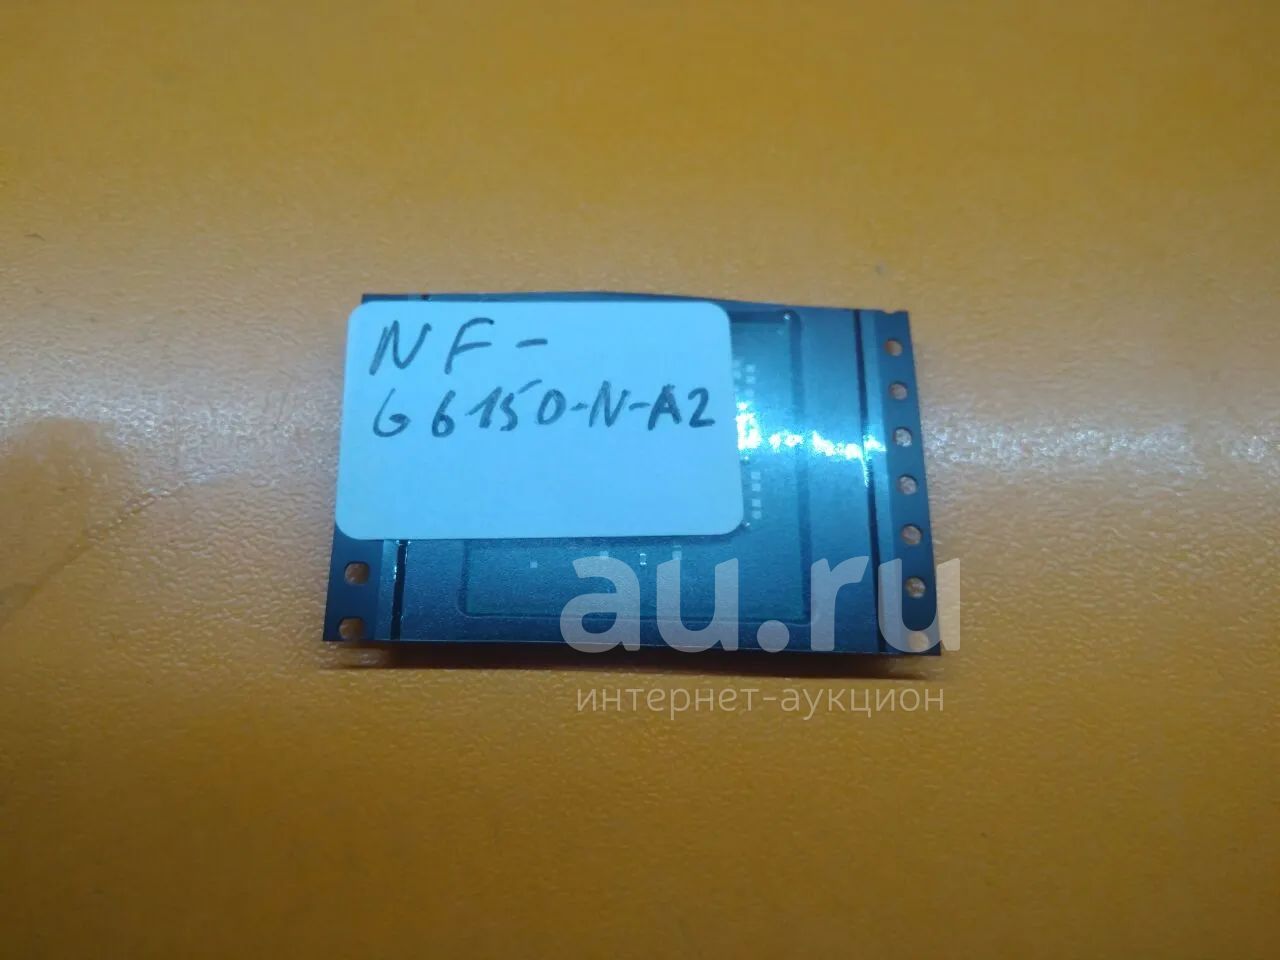 NF-
G6150-N-A2
au.ru
интернет-аукцион